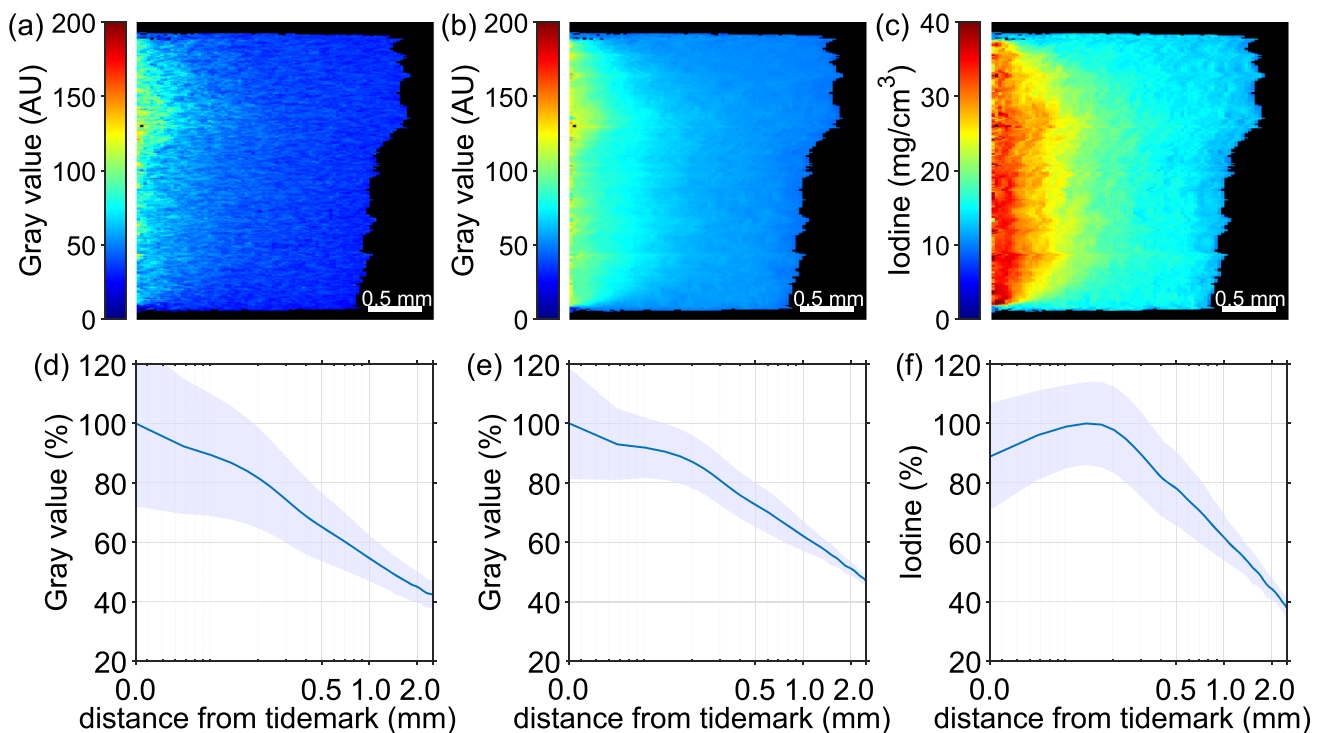 (a)
200
150
100
50
0
Gray value (AU)
0.5 mm
(b)
200
150
100
50
0
Gray value (AU)
0.5 mm
(c)
40
30
20
10
0
Iodine (mg/cm³)
0.5 mm
(d)
120
100
80
60
40
20
Gray value (%)
0.0 0.5 1.0 2.0
distance from tidemark (mm)
(e)
120
100
80
60
40
20
Gray value (%)
0.0 0.5 1.0 2.0
distance from tidemark (mm)
(f)
120
100
80
60
40
20
Iodine (%)
0.0 0.5 1.0 2.0
distance from tidemark (mm)